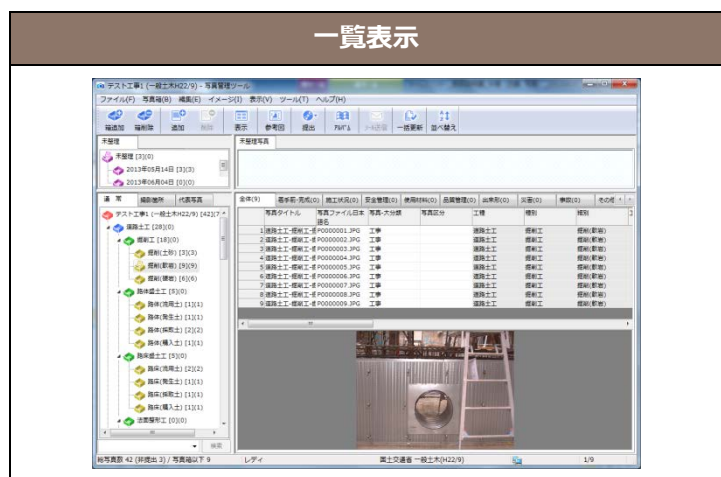 一覧表示
テスト工事1 (一般土木H22/9) - 写真管理ツール
ファイル(F) 写真箱(B) 編集(E) イメージ(I) 表示(V) ツール(T) ヘルプ(H)
箱追加 箱削除 追加 削除 表示 参考図 提出 ｱﾙﾊﾞﾑ 一括更新 並べ替え
未整理 未整理写真
未整理 [3](0)
2013年05月14日 [3](3)
2013年06月04日 [0](0)
通 常 撮影箇所 代表写真
テスト工事1 (一般土木H22/9) [42](7
道路土工 [28](0)
掘削工 [18](0)
掘削(土砂) [3](3)
掘削(軟岩) [9](9)
掘削(硬岩) [6](6)
路体盛土工 [5](0)
路体(流用土) [1](1)
路体(発生土) [1](1)
路体(採取土) [2](2)
路体(購入土) [1](1)
路床盛土工 [5](0)
路床(流用土) [2](2)
路床(発生土) [1](1)
路床(採取土) [1](1)
路床(購入土) [1](1)
法面整形工 [0](0)
検索
全体(9) 着手前･完成(0) 施工状況(0) 安全管理(0) 使用材料(0) 品質管理(0) 出来形(0) 災害(0) 事故(0) その他
写真タイトル 写真ファイル日本語名 写真-大分類 写真区分 工種 種別 細別
1 道路土工-掘削工-掘 P0000001.JPG 工事 道路土工 掘削工 掘削(軟岩)
2 道路土工-掘削工-掘 P0000002.JPG 工事 道路土工 掘削工 掘削(軟岩)
3 道路土工-掘削工-掘 P0000003.JPG 工事 道路土工 掘削工 掘削(軟岩)
4 道路土工-掘削工-掘 P0000004.JPG 工事 道路土工 掘削工 掘削(軟岩)
5 道路土工-掘削工-掘 P0000005.JPG 工事 道路土工 掘削工 掘削(軟岩)
6 道路土工-掘削工-掘 P0000006.JPG 工事 道路土工 掘削工 掘削(軟岩)
7 道路土工-掘削工-掘 P0000007.JPG 工事 道路土工 掘削工 掘削(軟岩)
8 道路土工-掘削工-掘 P0000008.JPG 工事 道路土工 掘削工 掘削(軟岩)
9 道路土工-掘削工-掘 P0000009.JPG 工事 道路土工 掘削工 掘削(軟岩)
総写真数 42 (非提出 3) / 写真箱以下 9 レディ 国土交通省 一般土木(H22/9) 1/9